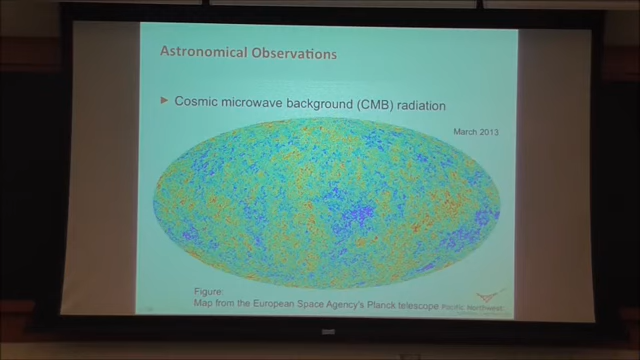 Astronomical Observations
Cosmic microwave background (CMB) radiation
March 2013
Figure:
Map from the European Space Agency's Planck telescope
Pacific Northwest